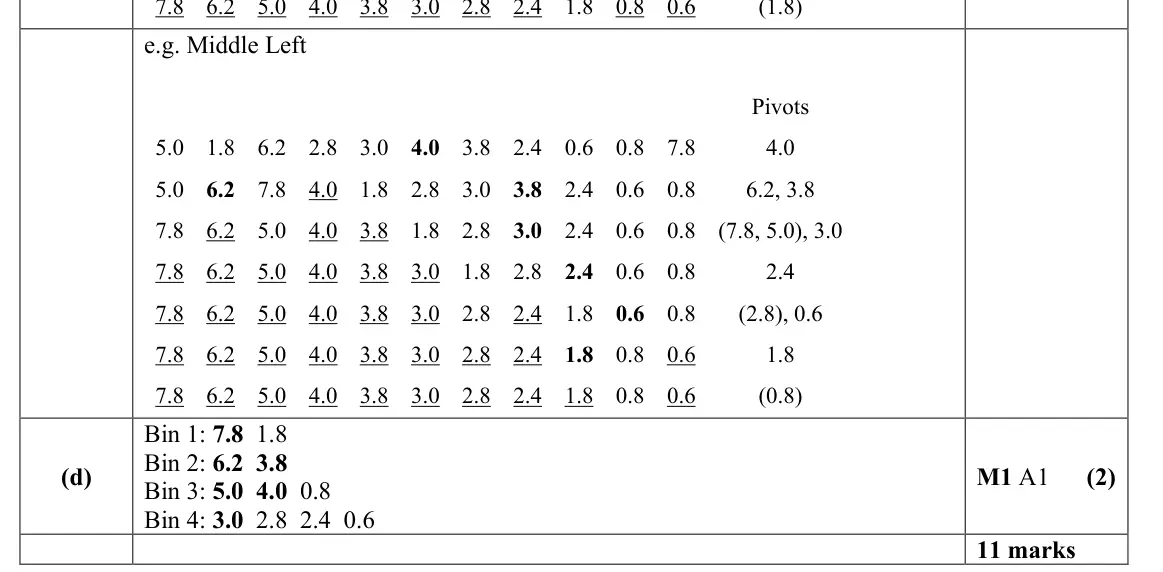 7.8 6.2 5.0 4.0 3.8 3.0 2.8 2.4 1.8 0.8 0.6 (1.8)
e.g. Middle Left
Pivots
5.0 1.8 6.2 2.8 3.0 4.0 3.8 2.4 0.6 0.8 7.8 4.0
5.0 6.2 7.8 4.0 1.8 2.8 3.0 3.8 2.4 0.6 0.8 6.2, 3.8
7.8 6.2 5.0 4.0 3.8 1.8 2.8 3.0 2.4 0.6 0.8 (7.8, 5.0), 3.0
7.8 6.2 5.0 4.0 3.8 3.0 1.8 2.8 2.4 0.6 0.8 2.4
7.8 6.2 5.0 4.0 3.8 3.0 2.8 2.4 1.8 0.6 0.8 (2.8), 0.6
7.8 6.2 5.0 4.0 3.8 3.0 2.8 2.4 1.8 0.8 0.6 1.8
7.8 6.2 5.0 4.0 3.8 3.0 2.8 2.4 1.8 0.8 0.6 (0.8)
Bin 1: 7.8 1.8
Bin 2: 6.2 3.8
(d) M1 A1 (2)
Bin 3: 5.0 4.0 0.8
Bin 4: 3.0 2.8 2.4 0.6
11 marks